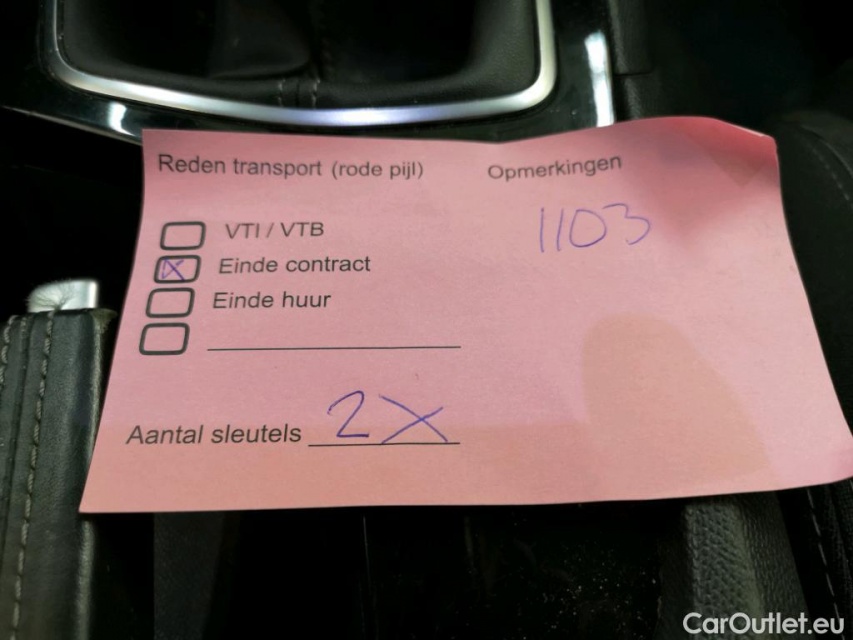 Reden transport (rode pijl)
Opmerkingen
1103
VTI / VTB
Einde contract
Einde huur
Aantal sleutels 2X
CarOutlet.eu